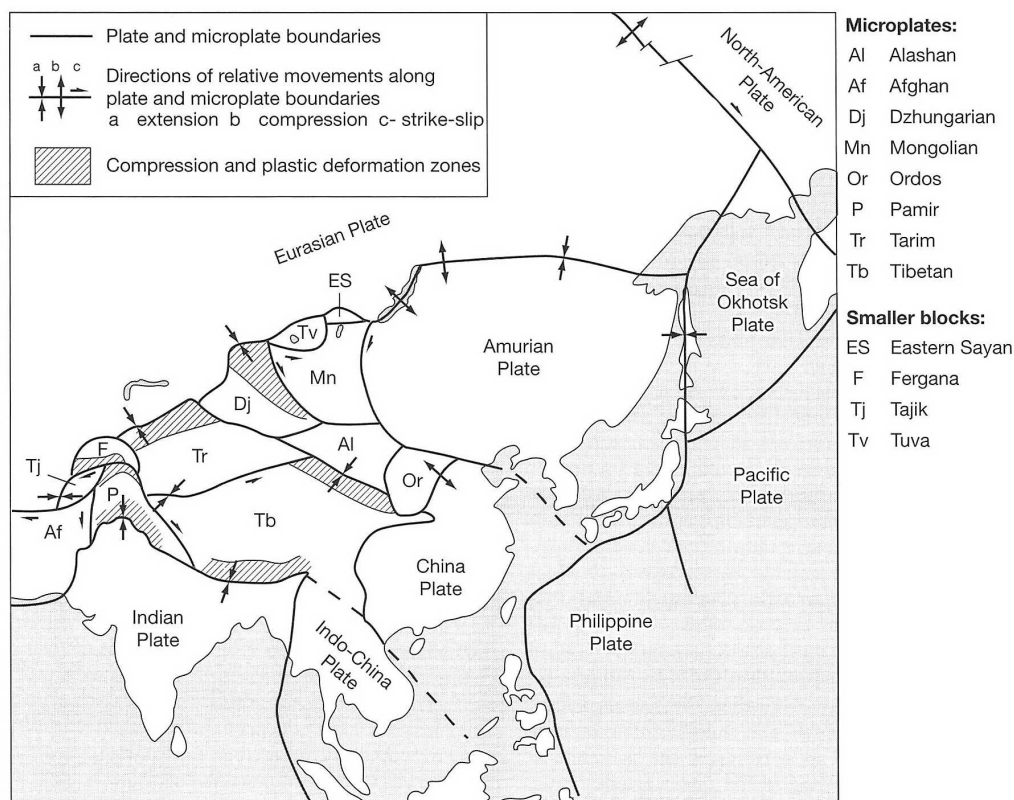 Plate and microplate boundaries
a b c
Directions of relative movements along
plate and microplate boundaries
a extension b compression c- strike-slip
Compression and plastic deformation zones
North-American
Plate
Eurasian Plate
ES
Tv
Mn
Dj
Amurian
Plate
Sea of
Okhotsk
Plate
F
Tj
Tr
Al
Or
P
Af
Tb
Pacific
Plate
China
Plate
Indian
Plate
Indo-China
Plate
Philippine
Plate
Microplates:
Al Alashan
Af Afghan
Dj Dzhungarian
Mn Mongolian
Or Ordos
P Pamir
Tr Tarim
Tb Tibetan
Smaller blocks:
ES Eastern Sayan
F Fergana
Tj Tajik
Tv Tuva